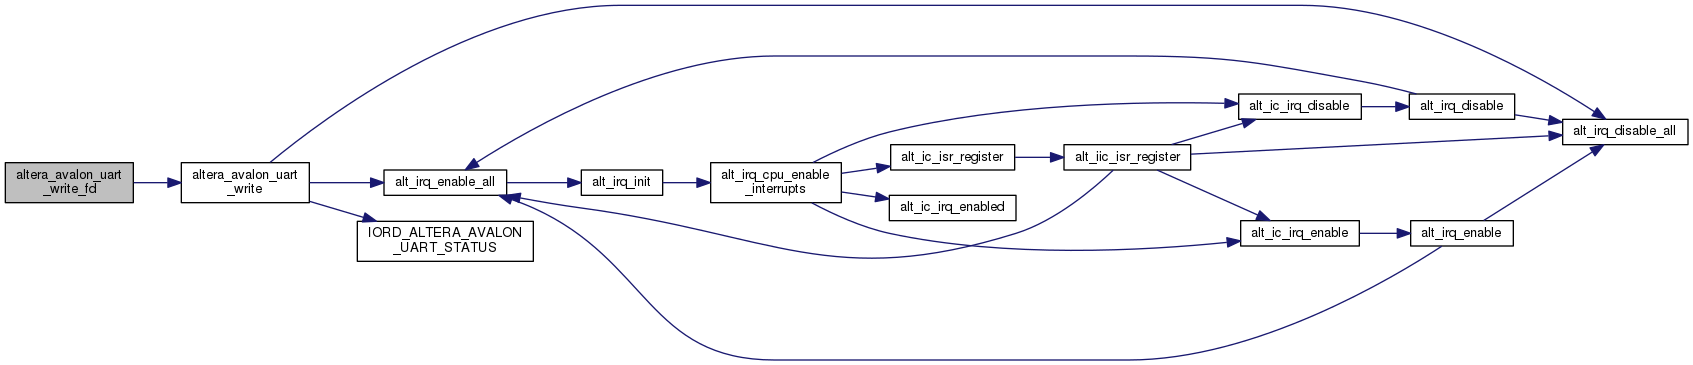 altera_avalon_uart
_write_fd
altera_avalon_uart
_write
alt_irq_enable_all
IORD_ALTERA_AVALON
_UART_STATUS
alt_irq_init
alt_irq_cpu_enable
_interrupts
alt_ic_isr_register
alt_ic_irq_enabled
alt_iic_isr_register
alt_ic_irq_disable
alt_ic_irq_enable
alt_irq_disable
alt_irq_enable
alt_irq_disable_all